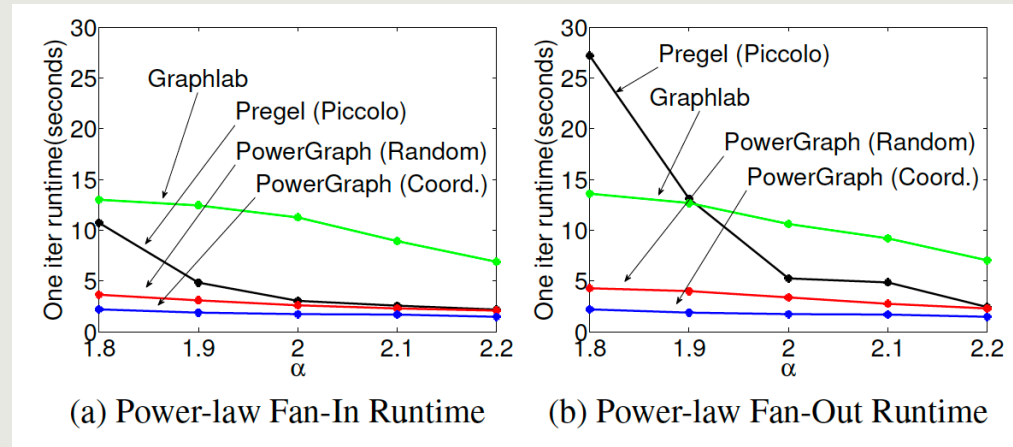 30
25
20
15
10
5
0
One iter runtime(seconds)
Graphlab
Pregel (Piccolo)
PowerGraph (Random)
PowerGraph (Coord.)
1.8 1.9 2 2.1 2.2
α
(a) Power-law Fan-In Runtime
30
25
20
15
10
5
0
One iter runtime(seconds)
Pregel (Piccolo)
Graphlab
PowerGraph (Random)
PowerGraph (Coord.)
1.8 1.9 2 2.1 2.2
α
(b) Power-law Fan-Out Runtime